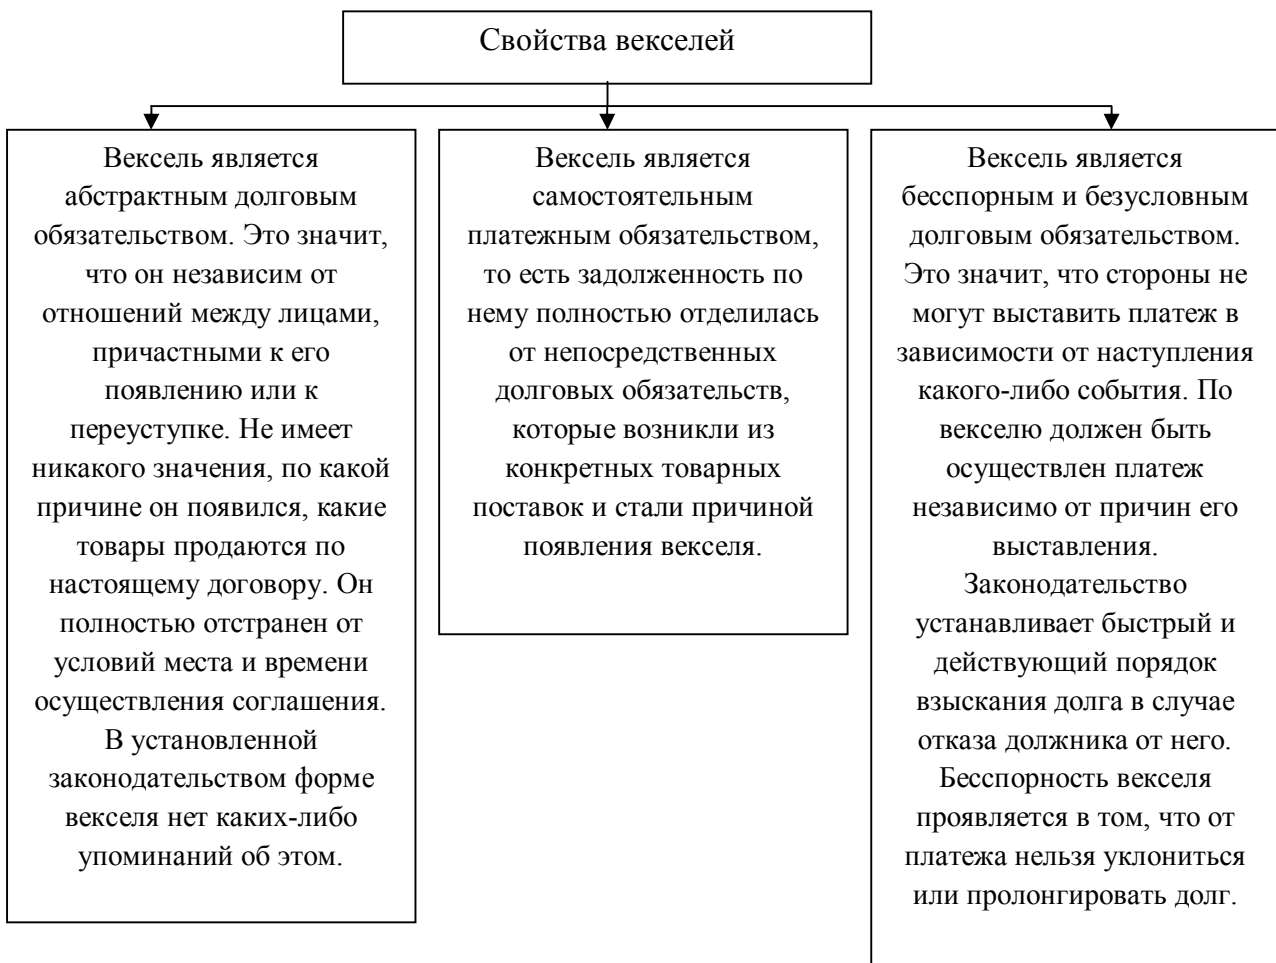 Свойства векселей
Вексель является
абстрактным долговым
обязательством. Это значит,
что он независим от
отношений между лицами,
причастными к его
появлению или к
переуступке. Не имеет
никакого значения, по какой
причине он появился, какие
товары продаются по
настоящему договору. Он
полностью отстранен от
условий места и времени
осуществления соглашения.
В установленной
законодательством форме
векселя нет каких-либо
упоминаний об этом.
Вексель является
самостоятельным
платежным обязательством,
то есть задолженность по
нему полностью отделилась
от непосредственных
долговых обязательств,
которые возникли из
конкретных товарных
поставок и стали причиной
появления векселя.
Вексель является
бесспорным и безусловным
долговым обязательством.
Это значит, что стороны не
могут выставить платеж в
зависимости от наступления
какого-либо события. По
векселю должен быть
осуществлен платеж
независимо от причин его
выставления.
Законодательство
устанавливает быстрый и
действующий порядок
взыскания долга в случае
отказа должника от него.
Бесспорность векселя
проявляется в том, что от
платежа нельзя уклониться
или пролонгировать долг.